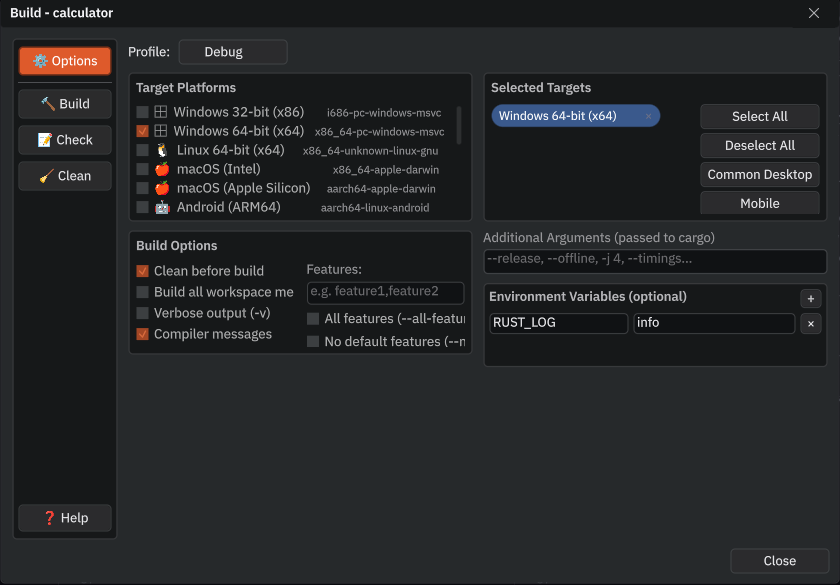 Build - calculator
Options
Build
Check
Clean
Help
Profile: Debug
Target Platforms
Windows 32-bit (x86) i686-pc-windows-msvc
Windows 64-bit (x64) x86_64-pc-windows-msvc
Linux 64-bit (x64) x86_64-unknown-linux-gnu
macOS (Intel) x86_64-apple-darwin
macOS (Apple Silicon) aarch64-apple-darwin
Android (ARM64) aarch64-linux-android
Selected Targets
Windows 64-bit (x64) ×
Select All
Deselect All
Common Desktop
Mobile
Build Options
Clean before build
Build all workspace me
Verbose output (-v)
Compiler messages
Features:
e.g. feature1,feature2
All features (--all-featur
No default features (--n
Additional Arguments (passed to cargo)
--release, --offline, -j 4, --timings...
Environment Variables (optional) +
RUST_LOG info ×
Close